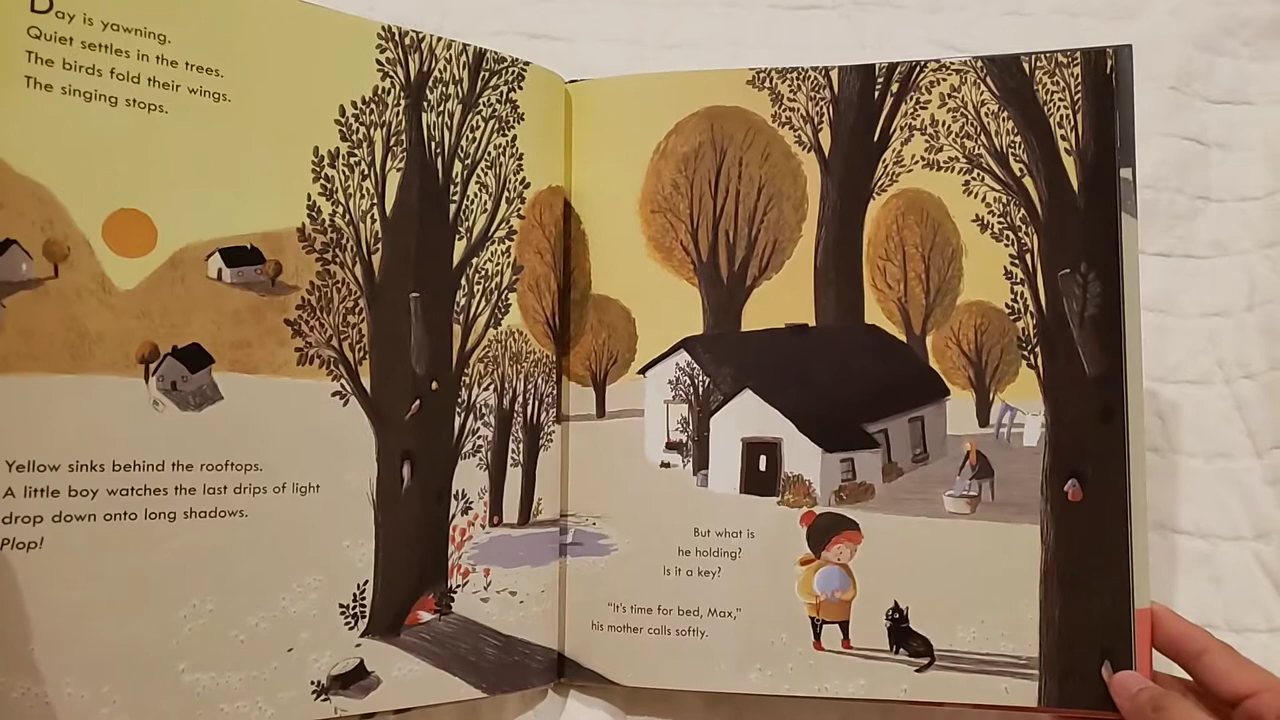 Day is yawning.
Quiet settles in the trees.
The birds fold their wings.
The singing stops.
Yellow sinks behind the rooftops.
A little boy watches the last drips of light
drop down onto long shadows.
Plop!
But what is
he holding?
Is it a key?
"It's time for bed, Max,"
his mother calls softly.